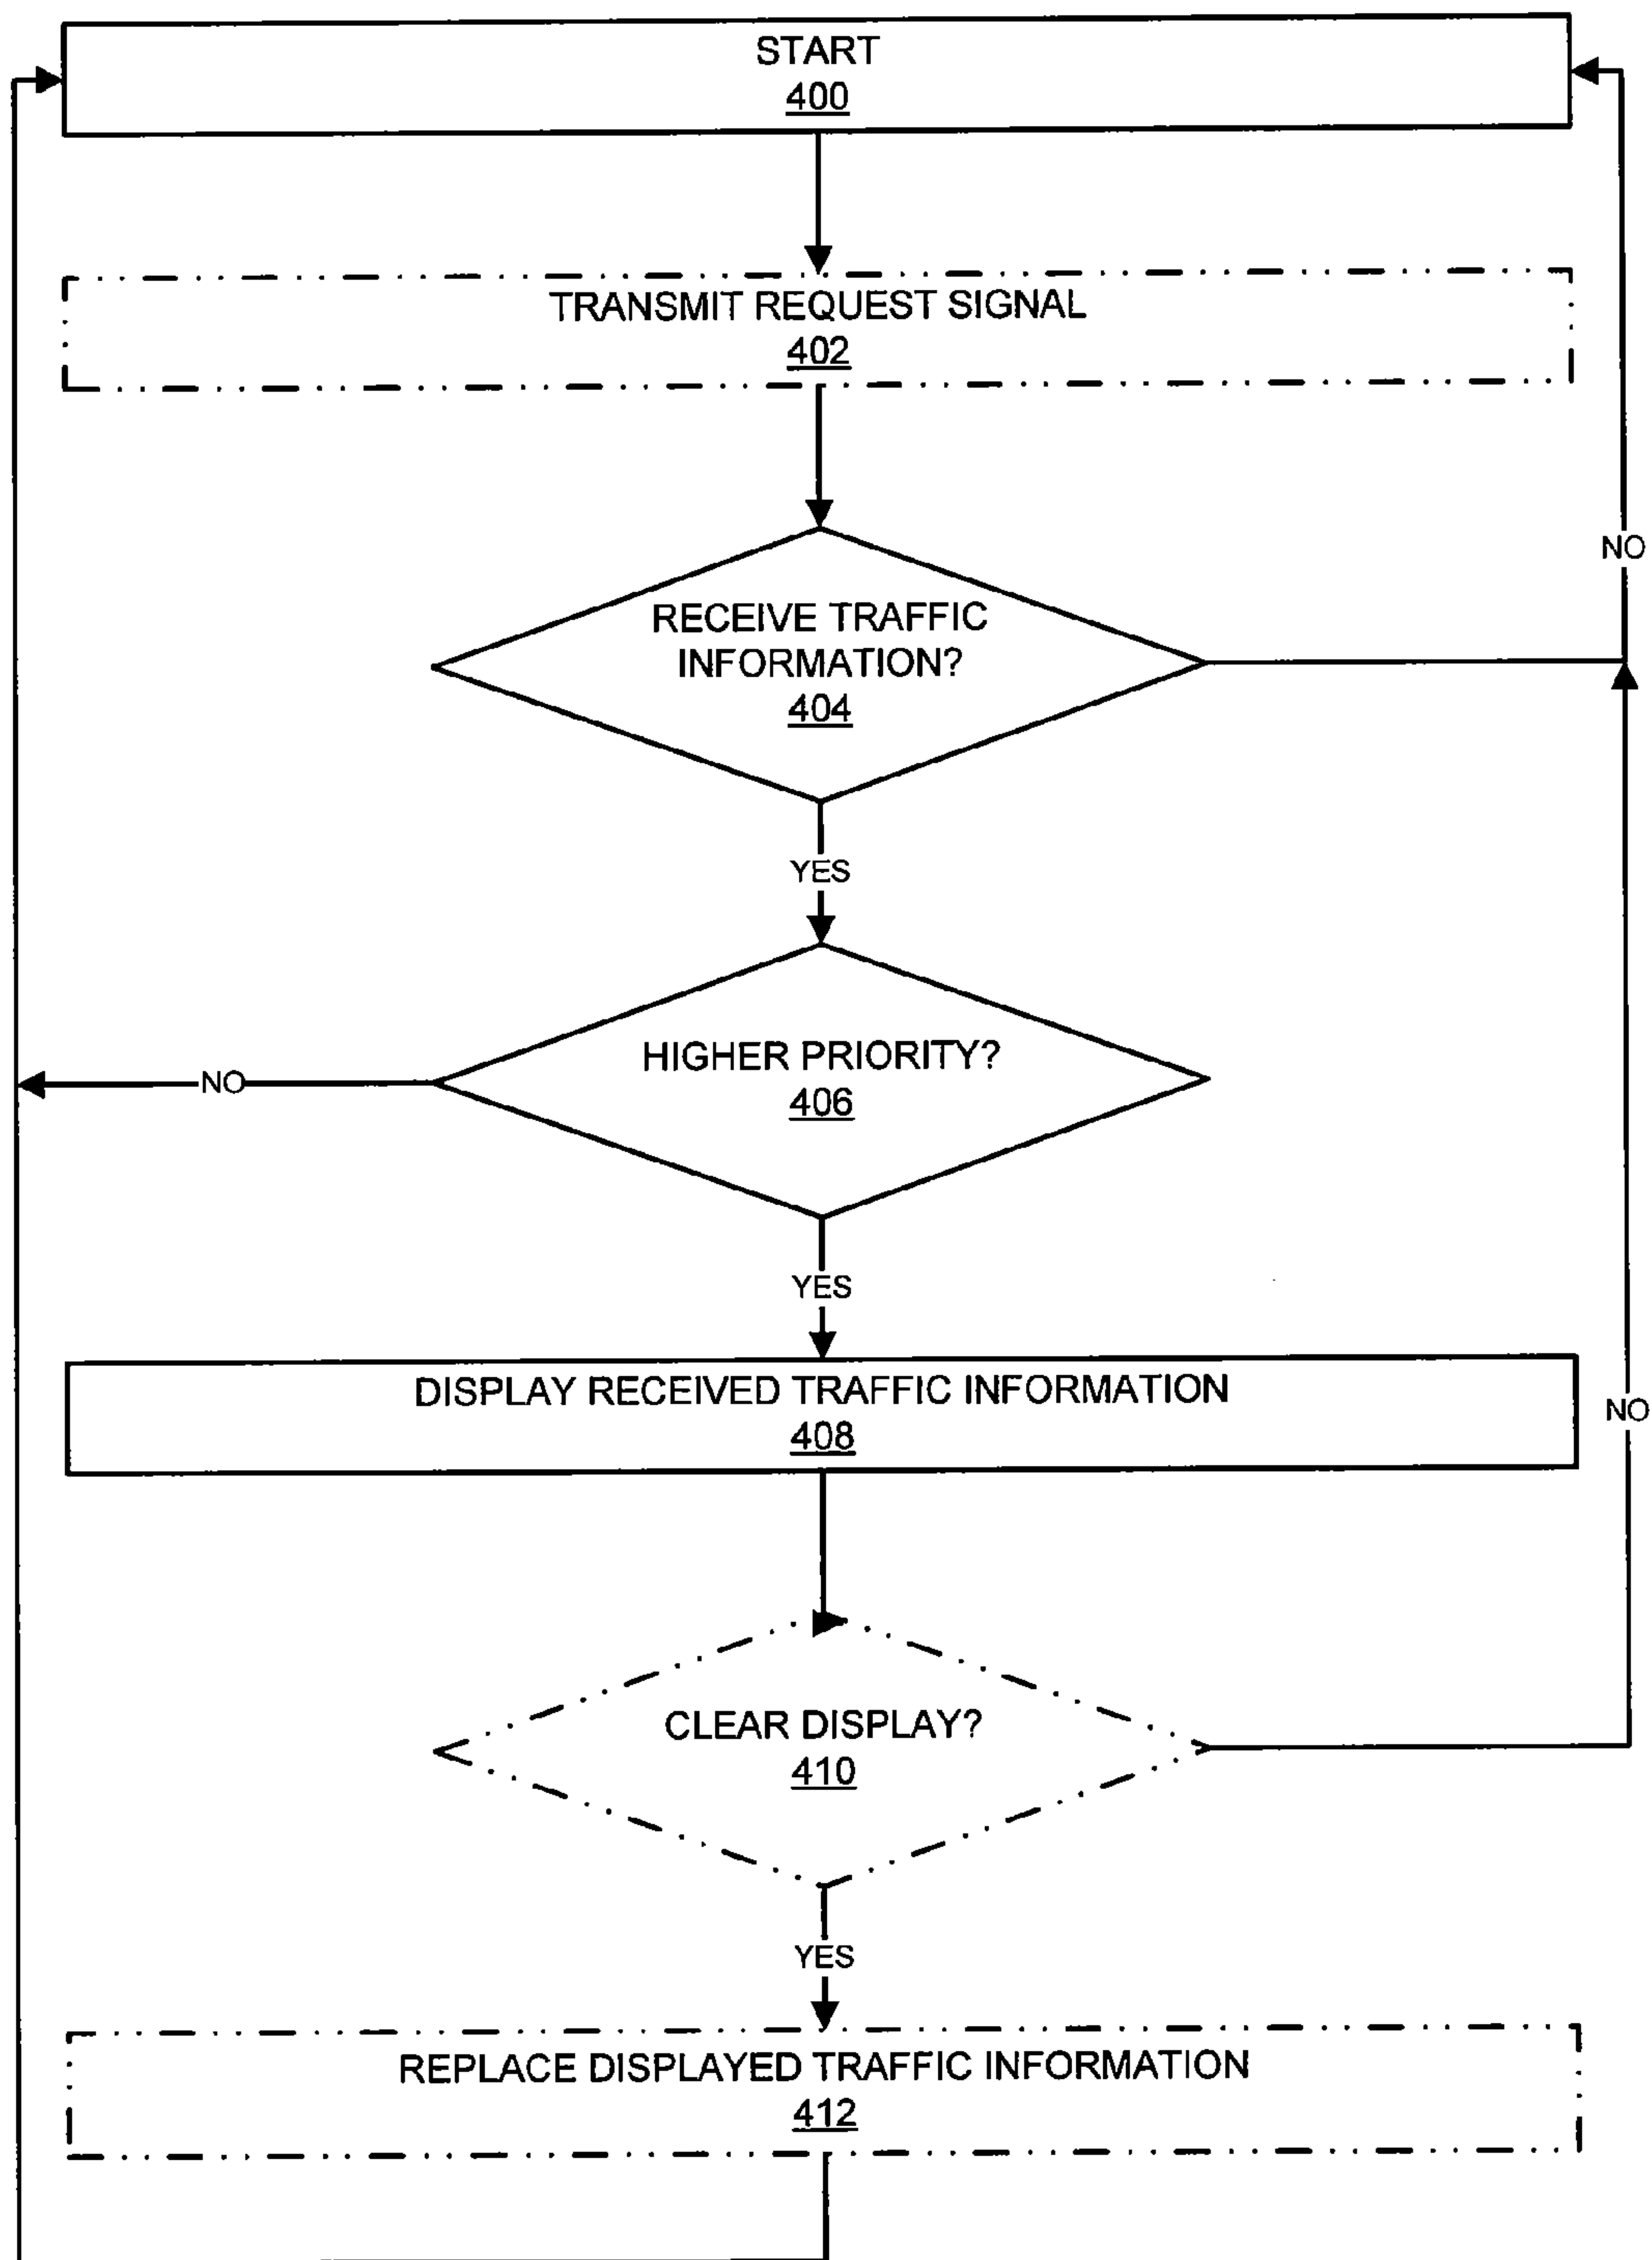 START
400
TRANSMIT REQUEST SIGNAL
402
NO
RECEIVE TRAFFIC
INFORMATION?
404
YES
HIGHER PRIORITY?
406
NO
YES
DISPLAY RECEIVED TRAFFIC INFORMATION
408
NO
CLEAR DISPLAY?
410
YES
REPLACE DISPLAYED TRAFFIC INFORMATION
412